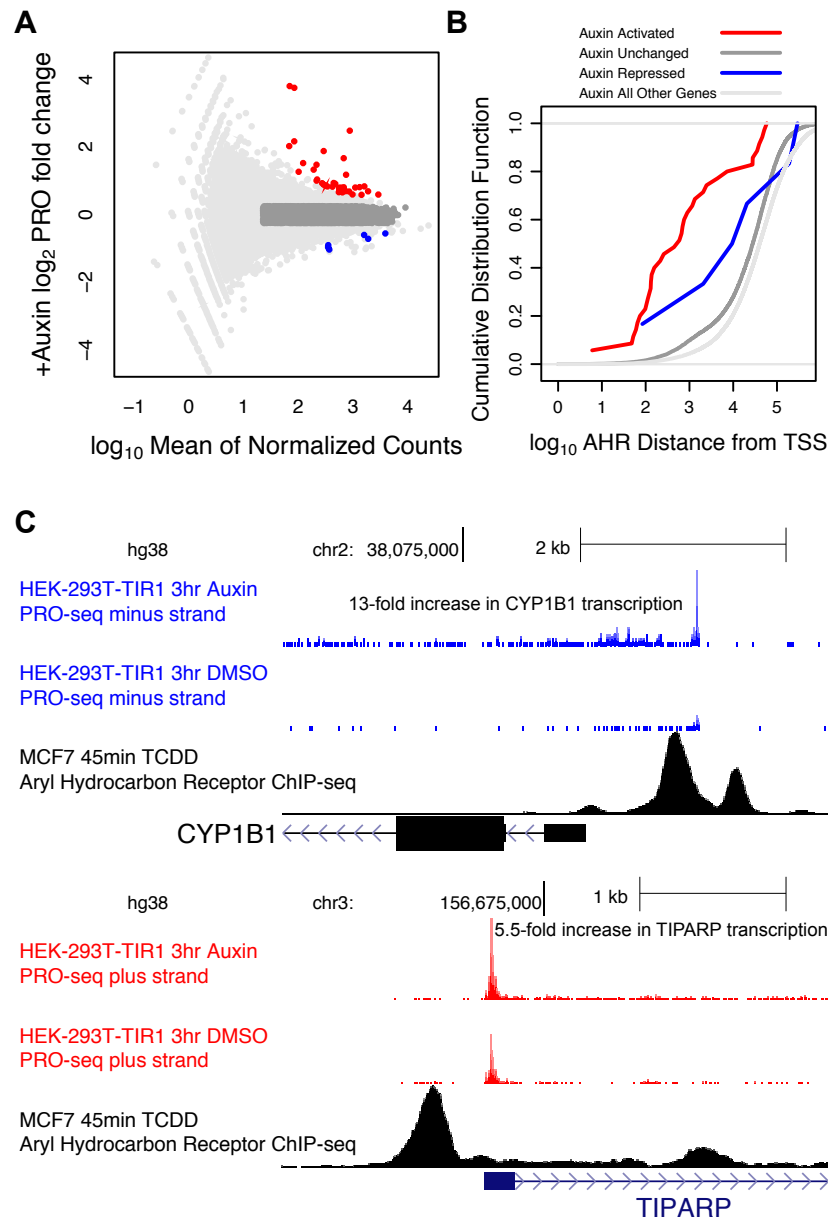 A
+Auxin log2 PRO fold change
4
2
0
−2
−4
−1
0
1
2
3
4
log10 Mean of Normalized Counts
B
Auxin Activated
Auxin Unchanged
Auxin Repressed
Auxin All Other Genes
Cumulative Distribution Function
1.0
0.8
0.6
0.4
0.2
0.0
0
1
2
3
4
5
log10 AHR Distance from TSS
C
hg38 chr2: 38,075,000 2 kb
HEK-293T-TIR1 3hr Auxin
PRO-seq minus strand
13-fold increase in CYP1B1 transcription
HEK-293T-TIR1 3hr DMSO
PRO-seq minus strand
MCF7 45min TCDD
Aryl Hydrocarbon Receptor ChIP-seq
CYP1B1
hg38 chr3: 156,675,000 1 kb
5.5-fold increase in TIPARP transcription
HEK-293T-TIR1 3hr Auxin
PRO-seq plus strand
HEK-293T-TIR1 3hr DMSO
PRO-seq plus strand
MCF7 45min TCDD
Aryl Hydrocarbon Receptor ChIP-seq
TIPARP